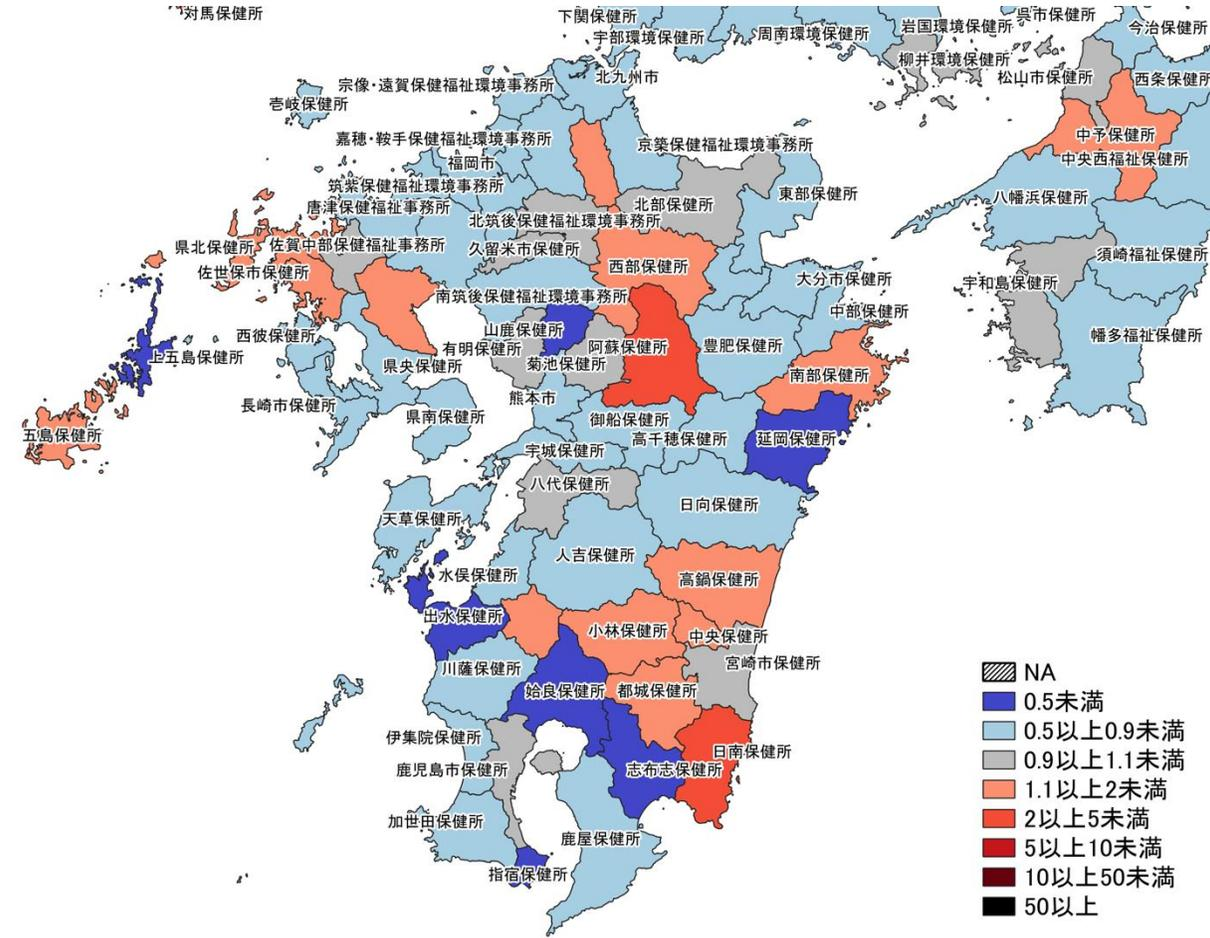 対馬保健所
下関保健所
宇部環境保健所
周南環境保健所
岩国環境保健所
呉市保健所
今治保健所
柳井環境保健所
松山市保健所
西条保健所
宗像・遠賀保健福祉環境事務所
北九州市
壱岐保健所
嘉穂・鞍手保健福祉環境事務所
京築保健福祉環境事務所
中予保健所
福岡市
中央西福祉保健所
筑紫保健福祉環境事務所
東部保健所
八幡浜保健所
唐津保健福祉事務所
北部保健所
北筑後保健福祉環境事務所
県北保健所
佐賀中部保健福祉事務所
久留米市保健所
須崎福祉保健所
佐世保市保健所
西部保健所
大分市保健所
宇和島保健所
南筑後保健福祉環境事務所
中部保健所
西彼保健所
山鹿保健所
幡多福祉保健所
上五島保健所
有明保健所
阿蘇保健所
豊肥保健所
県央保健所
菊池保健所
南部保健所
長崎市保健所
熊本市
県南保健所
御船保健所
五島保健所
高千穂保健所
延岡保健所
宇城保健所
八代保健所
日向保健所
天草保健所
人吉保健所
水俣保健所
高鍋保健所
出水保健所
小林保健所
中央保健所
宮崎市保健所
川薩保健所
姶良保健所
都城保健所
伊集院保健所
日南保健所
鹿児島市保健所
志布志保健所
加世田保健所
鹿屋保健所
指宿保健所
NA
0.5未満
0.5以上0.9未満
0.9以上1.1未満
1.1以上2未満
2以上5未満
5以上10未満
10以上50未満
50以上